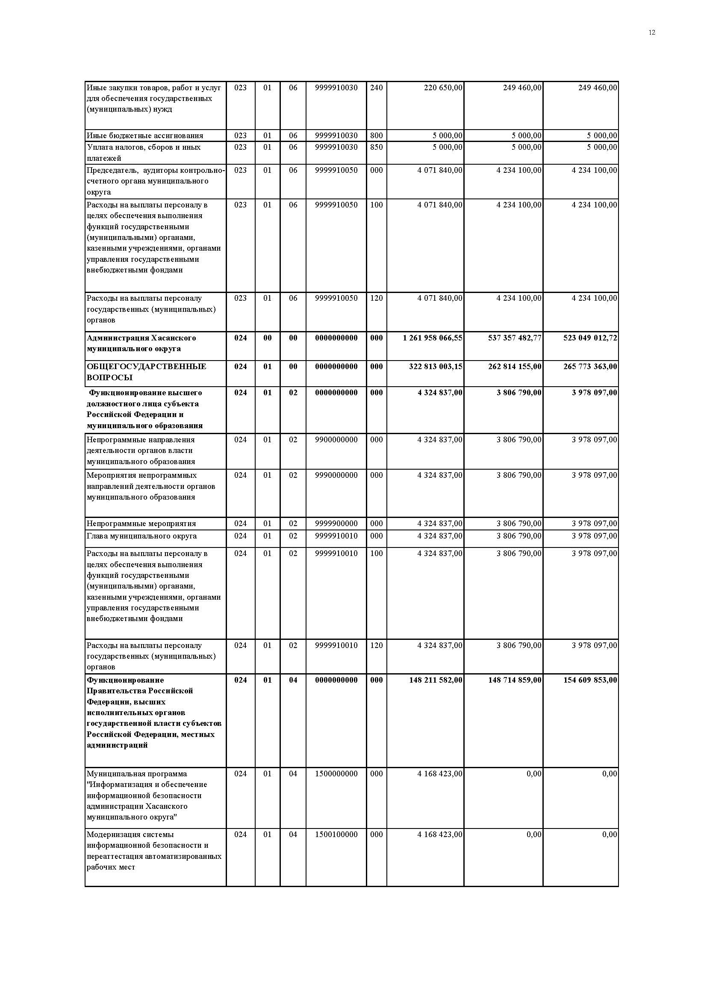 12
Иные закупки товаров, работ и услуг 023 01 06 9999910030 240 220 650,00 249 460,00 249 460,00
для обеспечения государственных
(муниципальных) нужд
Иные бюджетные ассигнования 023 01 06 9999910030 800 5 000,00 5 000,00 5 000,00
Уплата налогов, сборов и иных 023 01 06 9999910030 850 5 000,00 5 000,00 5 000,00
платежей
Председатель, аудиторы контрольно- 023 01 06 9999910050 000 4 071 840,00 4 234 100,00 4 234 100,00
счетного органа муниципального
округа
Расходы на выплаты персоналу в 023 01 06 9999910050 100 4 071 840,00 4 234 100,00 4 234 100,00
целях обеспечения выполнения
функций государственными
(муниципальными) органами,
казенными учреждениями, органами
управления государственными
внебюджетными фондами
Расходы на выплаты персоналу 023 01 06 9999910050 120 4 071 840,00 4 234 100,00 4 234 100,00
государственных (муниципальных)
органов
Администрация Хасанского 024 00 00 0000000000 000 1 261 958 066,55 537 357 482,77 523 049 012,72
муниципального округа
ОБЩЕГОСУДАРСТВЕННЫЕ 024 01 00 0000000000 000 322 813 003,15 262 814 155,00 265 773 363,00
ВОПРОСЫ
Функционирование высшего 024 01 02 0000000000 000 4 324 837,00 3 806 790,00 3 978 097,00
должностного лица субъекта
Российской Федерации и
муниципального образования
Непрограммные направления 024 01 02 9900000000 000 4 324 837,00 3 806 790,00 3 978 097,00
деятельности органов власти
муниципального образования
Мероприятия непрограммных 024 01 02 9990000000 000 4 324 837,00 3 806 790,00 3 978 097,00
направлений деятельности органов
муниципального образования
Непрограммные мероприятия 024 01 02 9999900000 000 4 324 837,00 3 806 790,00 3 978 097,00
Глава муниципального округа 024 01 02 9999910010 000 4 324 837,00 3 806 790,00 3 978 097,00
Расходы на выплаты персоналу в 024 01 02 9999910010 100 4 324 837,00 3 806 790,00 3 978 097,00
целях обеспечения выполнения
функций государственными
(муниципальными) органами,
казенными учреждениями, органами
управления государственными
внебюджетными фондами
Расходы на выплаты персоналу 024 01 02 9999910010 120 4 324 837,00 3 806 790,00 3 978 097,00
государственных (муниципальных)
органов
Функционирование 024 01 04 0000000000 000 148 211 582,00 148 714 859,00 154 609 853,00
Правительства Российской
Федерации, высших
исполнительных органов
государственной власти субъектов
Российской Федерации, местных
администраций
Муниципальная программа 024 01 04 1500000000 000 4 168 423,00 0,00 0,00
"Информатизация и обеспечение
информационной безопасности
администрации Хасанского
муниципального округа"
Модернизация системы 024 01 04 1500100000 000 4 168 423,00 0,00 0,00
информационной безопасности и
переаттестация автоматизированных
рабочих мест